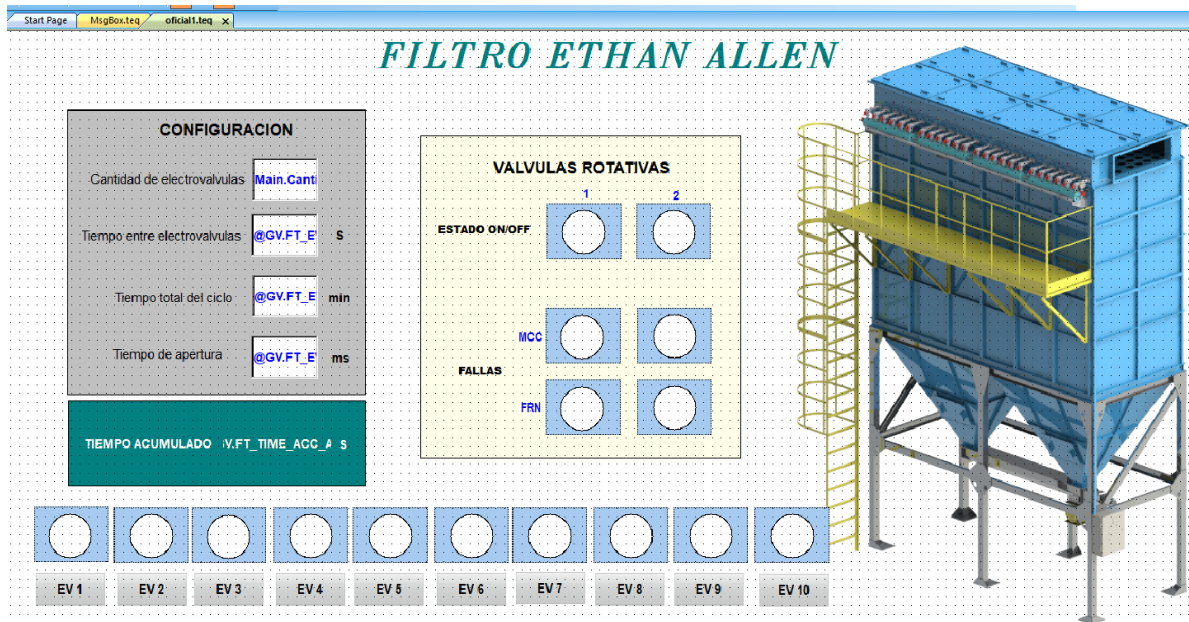 Start Page MsgBox.teq oficial1.teq x
FILTRO ETHAN ALLEN
CONFIGURACION
Cantidad de electrovalvulas Main.Canti
Tiempo entre electrovalvulas @GV.FT_E S
Tiempo total del ciclo @GV.FT_E min
Tiempo de apertura @GV.FT_E ms
TIEMPO ACUMULADO V.FT_TIME_ACC_A S
VALVULAS ROTATIVAS
1 2
ESTADO ON/OFF
MCC
FALLAS
FRN
EV 1 EV 2 EV 3 EV 4 EV 5 EV 6 EV 7 EV 8 EV 9 EV 10